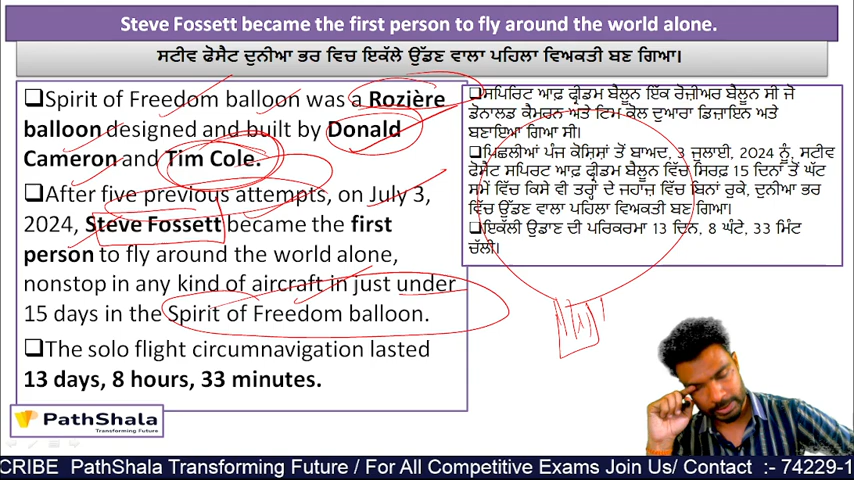 Steve Fossett became the first person to fly around the world alone.
ਸਟੀਵ ਫੋਸੈਟ ਦੁਨੀਆ ਭਰ ਵਿਚ ਇਕੱਲੇ ਉੱਡਣ ਵਾਲਾ ਪਹਿਲਾ ਵਿਅਕਤੀ ਬਣ ਗਿਆ।
❑Spirit of Freedom balloon was a Rozière
balloon designed and built by Donald
Cameron and Tim Cole.
❑After five previous attempts, on July 3,
2024, Steve Fossett became the first
person to fly around the world alone,
nonstop in any kind of aircraft in just under
15 days in the Spirit of Freedom balloon.
❑The solo flight circumnavigation lasted
13 days, 8 hours, 33 minutes.
❑ਸਪਿਰਿਟ ਆਫ਼ ਫ੍ਰੀਡਮ ਬੈਲੂਨ ਇੱਕ ਰੋਜ਼ੀਅਰ ਬੈਲੂਨ ਸੀ ਜੋ
ਡੋਨਾਲਡ ਕੈਮਰਨ ਅਤੇ ਟਿਮ ਕੋਲ ਦੁਆਰਾ ਡਿਜ਼ਾਇਨ ਅਤੇ
ਬਣਾਇਆ ਗਿਆ ਸੀ।
❑ਪਿਛਲੀਆਂ ਪੰਜ ਕੋਸ਼ਿਸ਼ਾਂ ਤੋਂ ਬਾਅਦ, 3 ਜੁਲਾਈ, 2024 ਨੂੰ, ਸਟੀਵ
ਫੋਸੈਟ ਸਪਿਰਟ ਆਫ਼ ਫ੍ਰੀਡਮ ਬੈਲੂਨ ਵਿੱਚ ਸਿਰਫ਼ 15 ਦਿਨਾਂ ਤੋਂ ਘੱਟ
ਸਮੇਂ ਵਿੱਚ ਕਿਸੇ ਵੀ ਤਰ੍ਹਾਂ ਦੇ ਜਹਾਜ਼ ਵਿੱਚ ਬਿਨਾਂ ਰੁਕੇ, ਦੁਨੀਆ ਭਰ
ਵਿੱਚ ਉੱਡਣ ਵਾਲਾ ਪਹਿਲਾ ਵਿਅਕਤੀ ਬਣ ਗਿਆ।
❑ਇਕੱਲੀ ਉਡਾਣ ਦੀ ਪਰਿਕਰਮਾ 13 ਦਿਨ, 8 ਘੰਟੇ, 33 ਮਿੰਟ
ਚੱਲੀ।
PathShala
Transforming Future
CRIBE PathShala Transforming Future / For All Competitive Exams Join Us/ Contact :- 74229-1